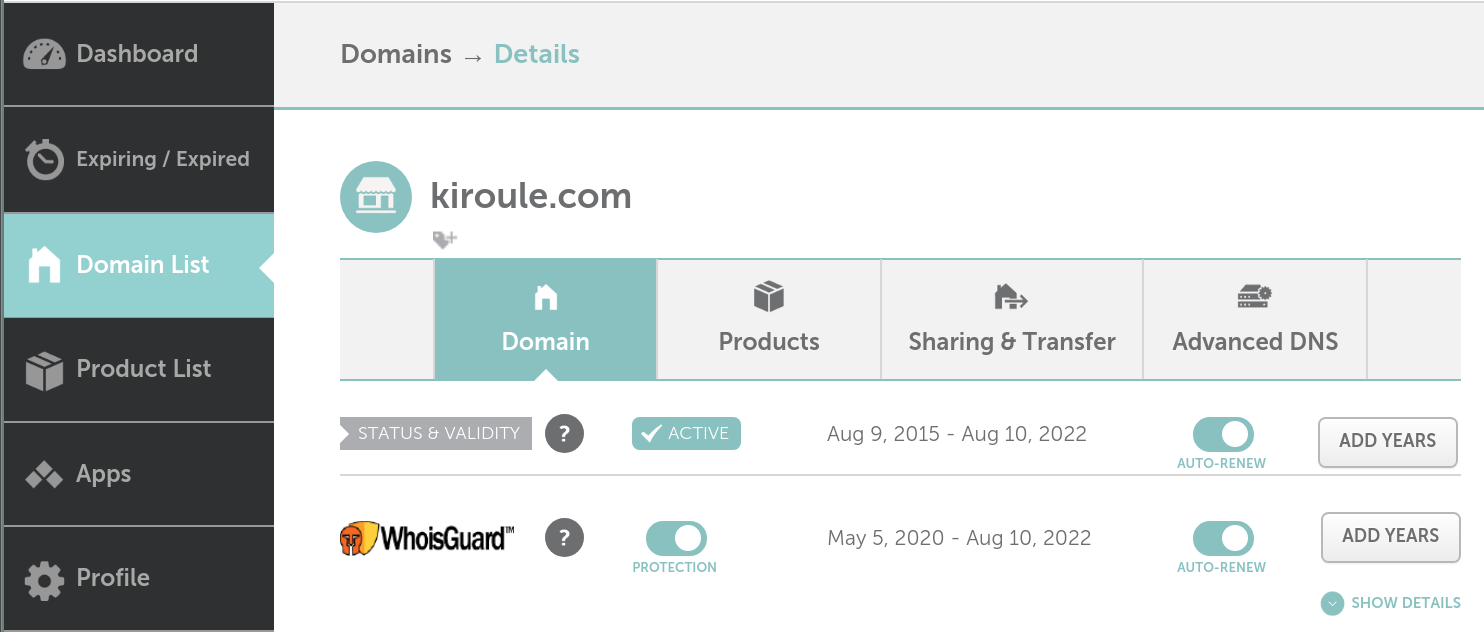 Dashboard
Expiring / Expired
Domain List
Product List
Apps
Profile
Domains → Details
kiroule.com
Domain
Products
Sharing & Transfer
Advanced DNS
STATUS & VALIDITY ? ACTIVE Aug 9, 2015 - Aug 10, 2022 AUTO-RENEW ADD YEARS
WhoisGuard™ ? PROTECTION May 5, 2020 - Aug 10, 2022 AUTO-RENEW ADD YEARS
SHOW DETAILS